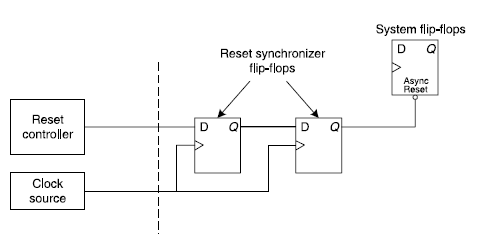 System flip-flops
D Q
Async
Reset
Reset synchronizer
flip-flops
Reset
controller
D Q
D Q
Clock
source